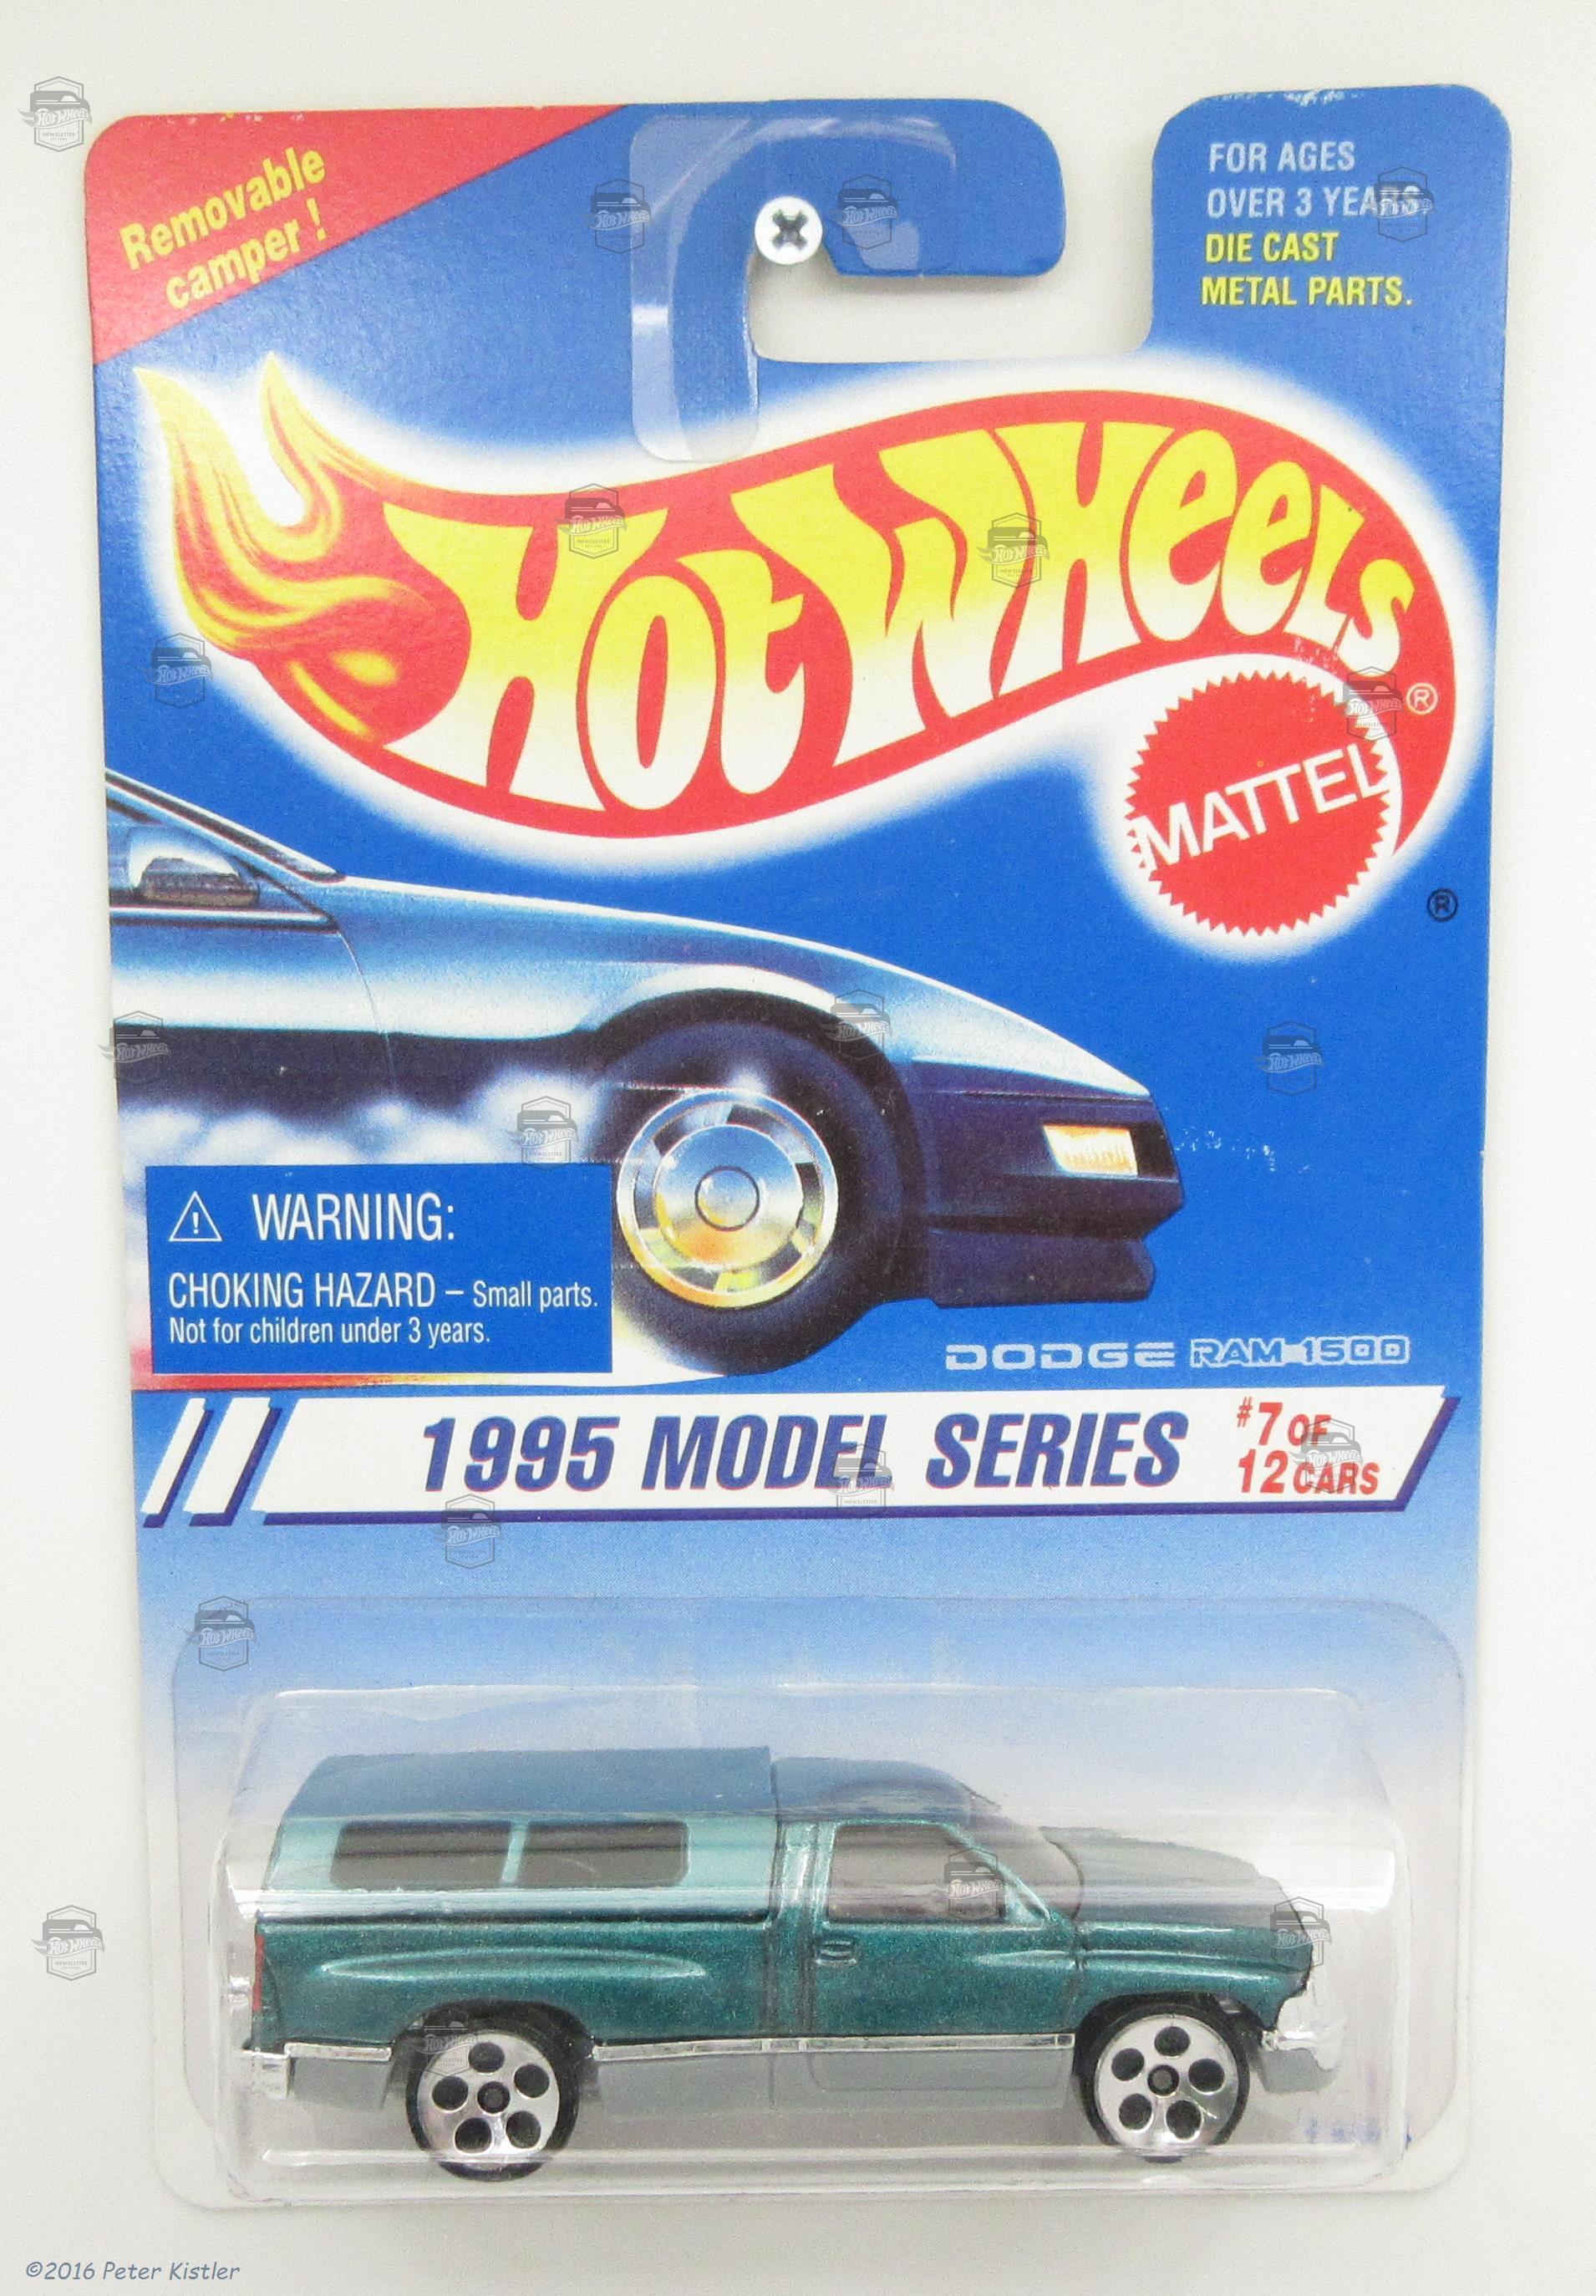 Removable
camper !
FOR AGES
OVER 3 YEARS
DIE CAST
METAL PARTS.
Hot Wheels ®
MATTEL
®
⚠ WARNING:
CHOKING HAZARD – Small parts.
Not for children under 3 years.
DODGE RAM 1500
1995 MODEL SERIES
#7 OF
12 CARS
©2016 Peter Kistler